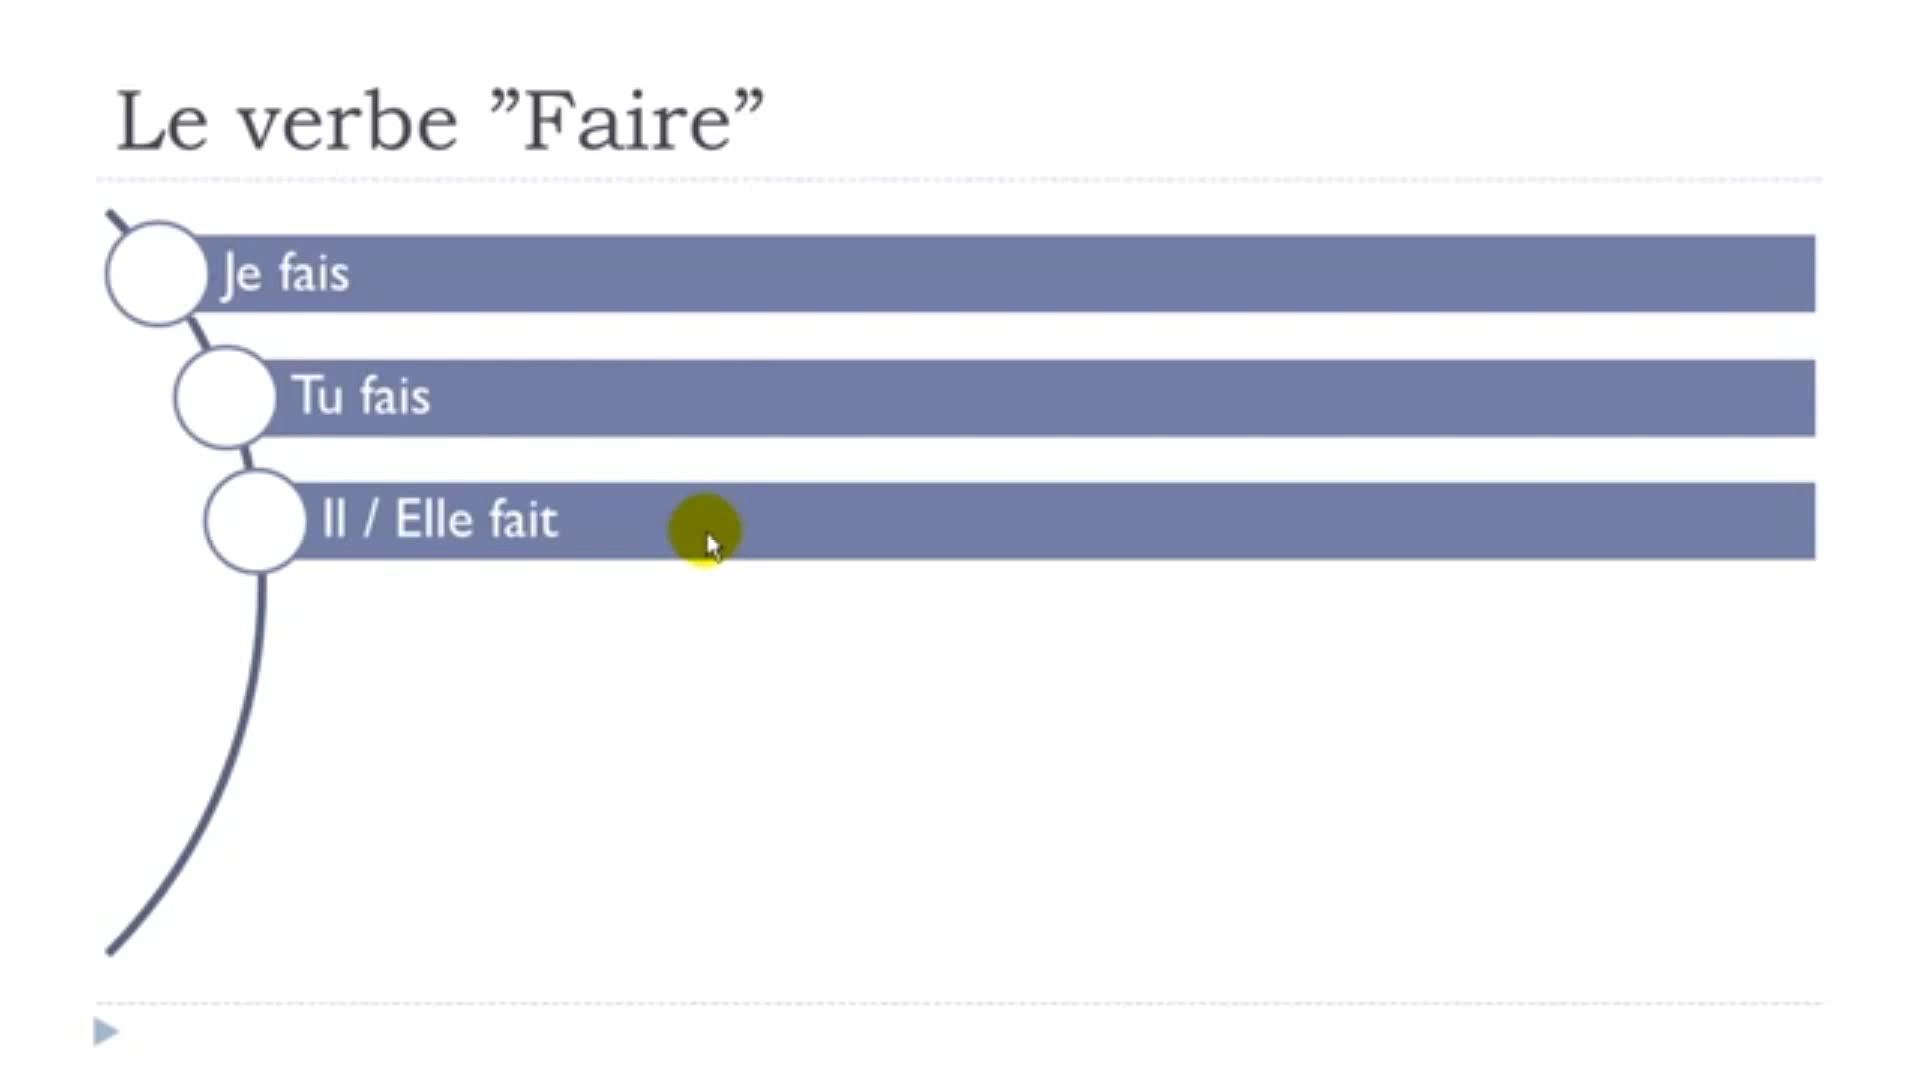 Le verbe ”Faire”
Je fais
Tu fais
Il / Elle fait